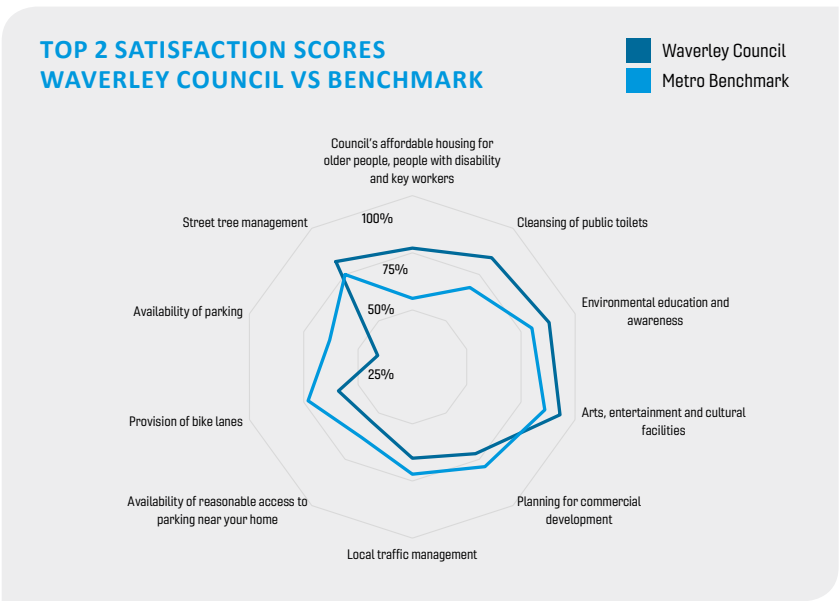 TOP 2 SATISFACTION SCORES
WAVERLEY COUNCIL VS BENCHMARK
Waverley Council
Metro Benchmark
Council's affordable housing for
older people, people with disability
and key workers
Cleansing of public toilets
Environmental education and
awareness
Arts, entertainment and cultural
facilities
Planning for commercial
development
Local traffic management
Availability of reasonable access to
parking near your home
Provision of bike lanes
Availability of parking
Street tree management
100%
75%
50%
25%